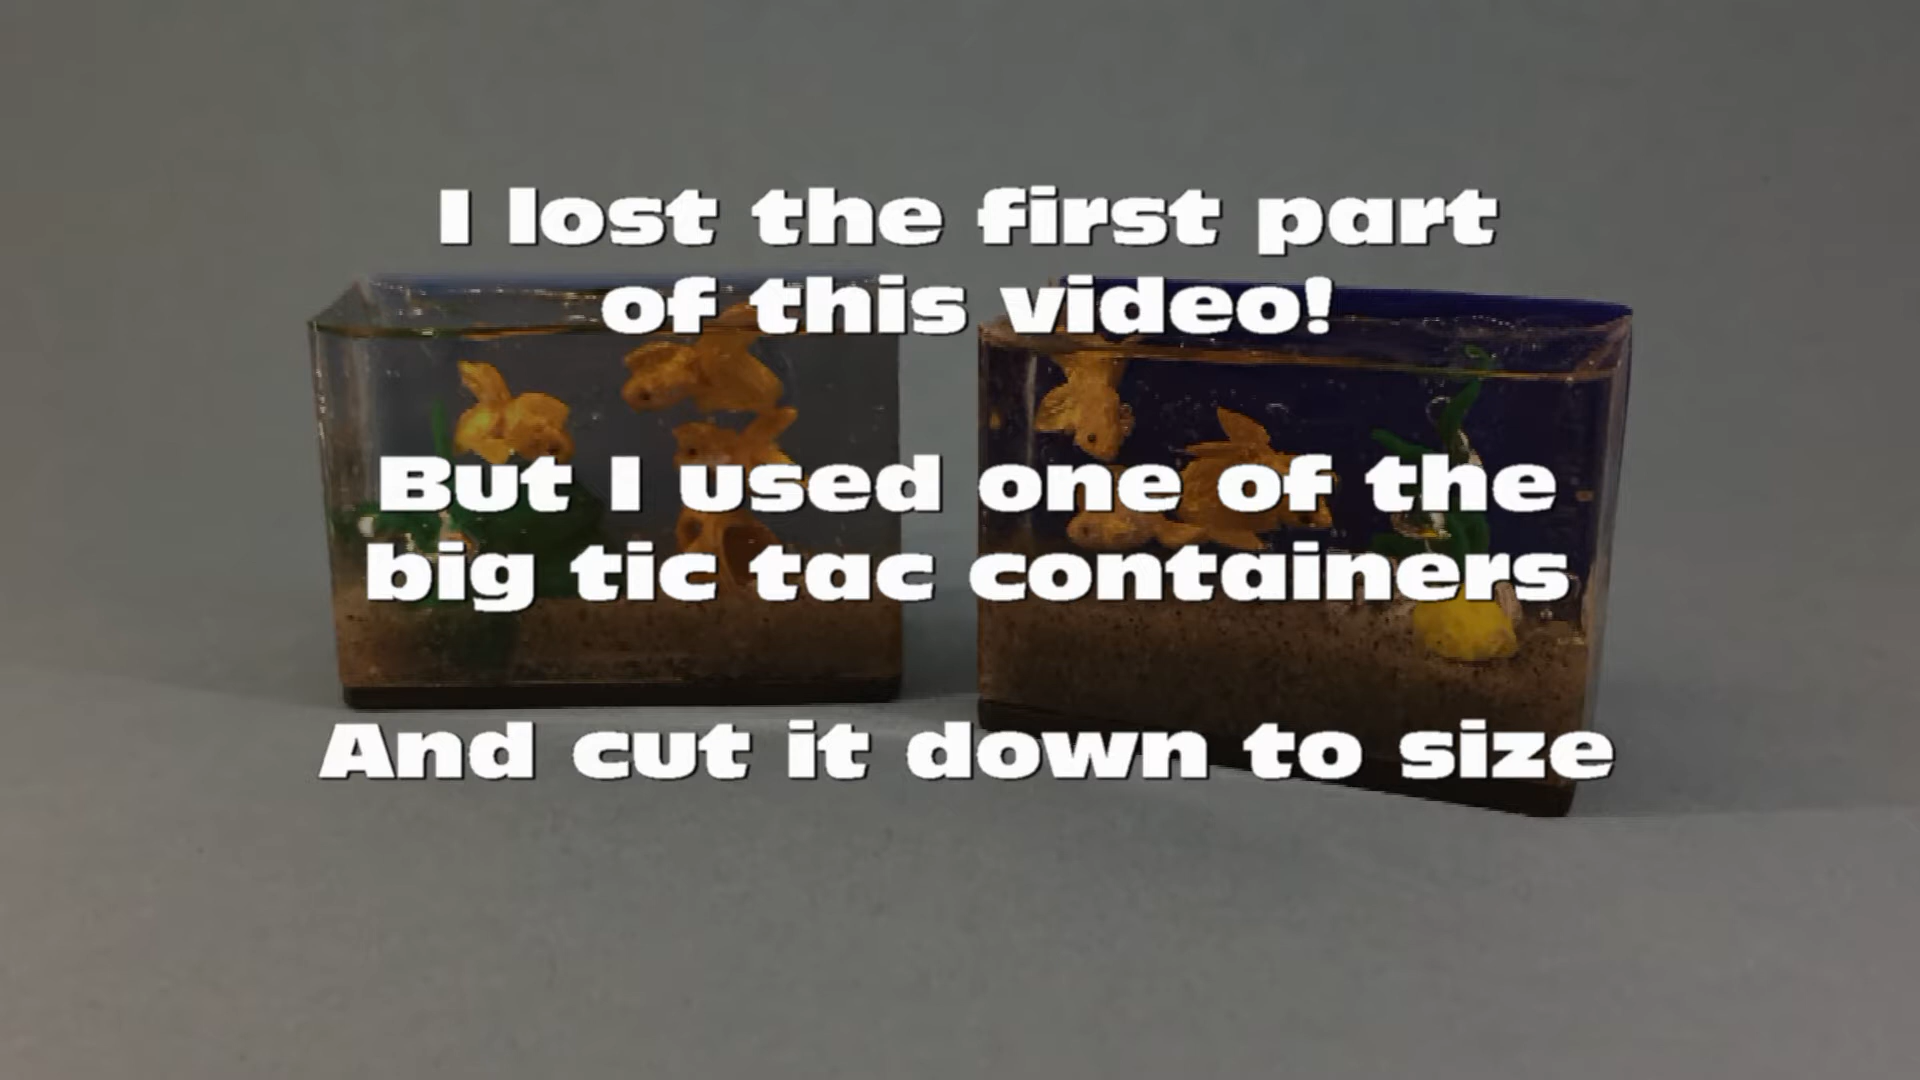 I lost the first part
of this video!
But I used one of the
big tic tac containers
And cut it down to size